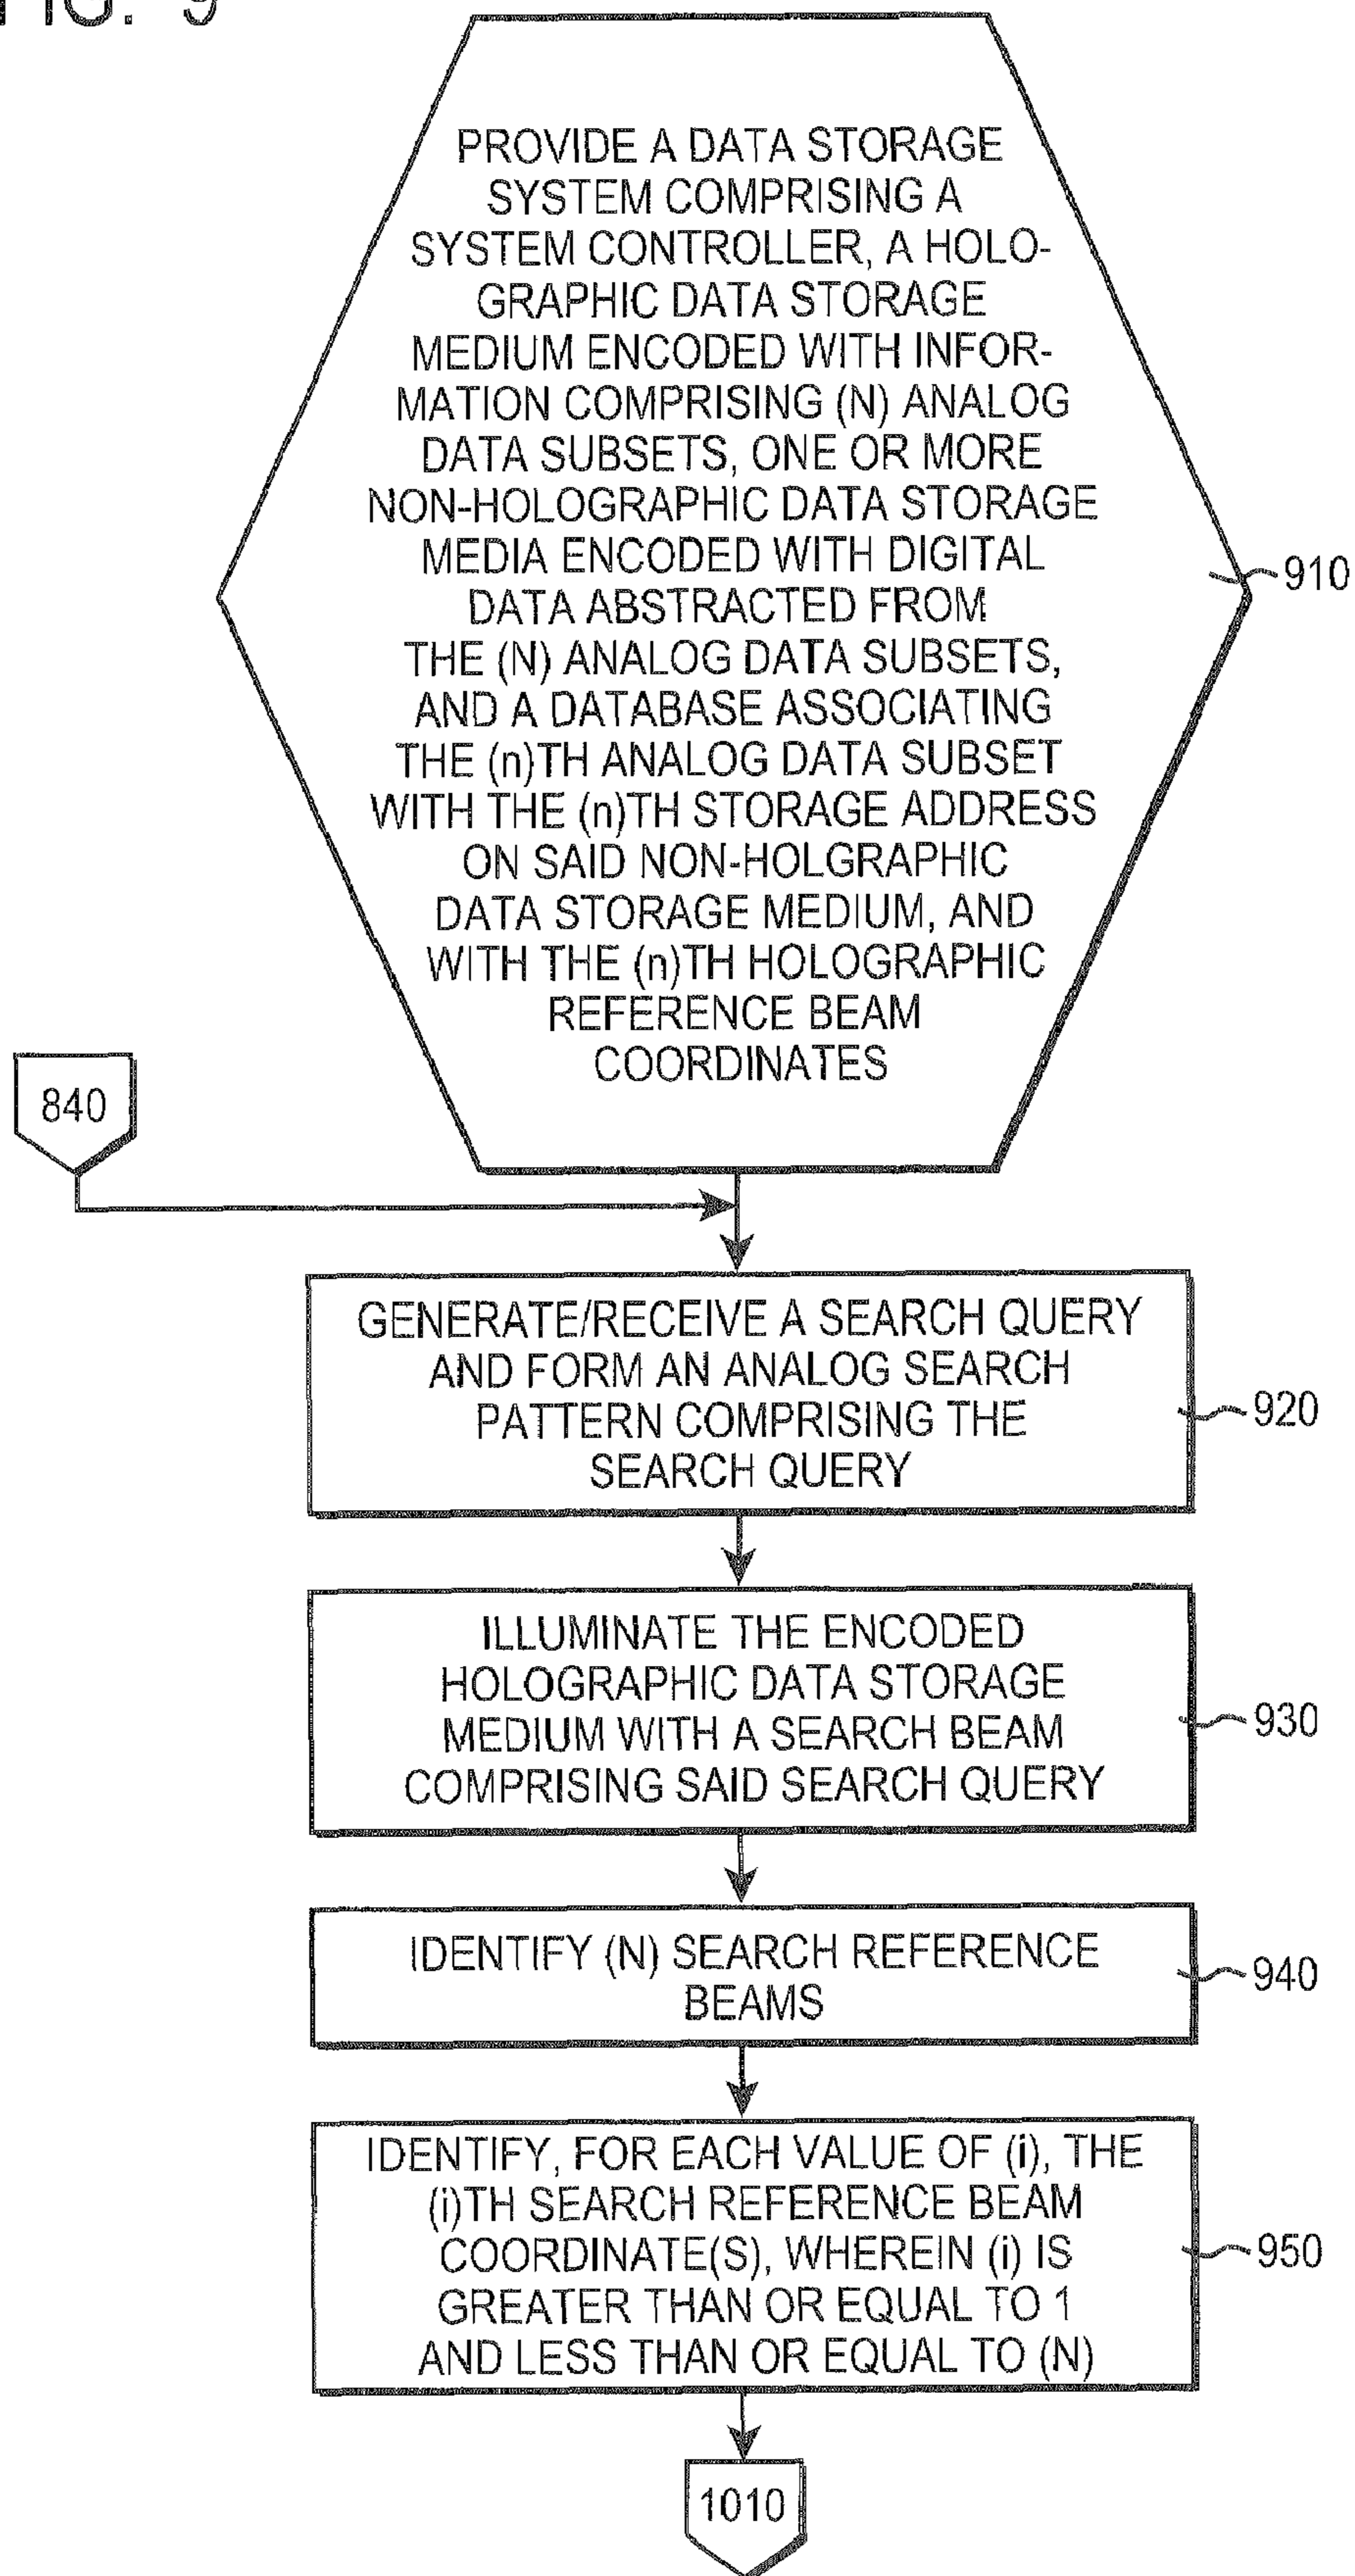 FIG. 9
PROVIDE A DATA STORAGE
SYSTEM COMPRISING A
SYSTEM CONTROLLER, A HOLO-
GRAPHIC DATA STORAGE
MEDIUM ENCODED WITH INFOR-
MATION COMPRISING (N) ANALOG
DATA SUBSETS, ONE OR MORE
NON-HOLOGRAPHIC DATA STORAGE
MEDIA ENCODED WITH DIGITAL
DATA ABSTRACTED FROM
THE (N) ANALOG DATA SUBSETS,
AND A DATABASE ASSOCIATING
THE (n)TH ANALOG DATA SUBSET
WITH THE (n)TH STORAGE ADDRESS
ON SAID NON-HOLGRAPHIC
DATA STORAGE MEDIUM, AND
WITH THE (n)TH HOLOGRAPHIC
REFERENCE BEAM
COORDINATES
910
840
GENERATE/RECEIVE A SEARCH QUERY
AND FORM AN ANALOG SEARCH
PATTERN COMPRISING THE
SEARCH QUERY
920
ILLUMINATE THE ENCODED
HOLOGRAPHIC DATA STORAGE
MEDIUM WITH A SEARCH BEAM
COMPRISING SAID SEARCH QUERY
930
IDENTIFY (N) SEARCH REFERENCE
BEAMS
940
IDENTIFY, FOR EACH VALUE OF (i), THE
(i)TH SEARCH REFERENCE BEAM
COORDINATE(S), WHEREIN (i) IS
GREATER THAN OR EQUAL TO 1
AND LESS THAN OR EQUAL TO (N)
950
1010